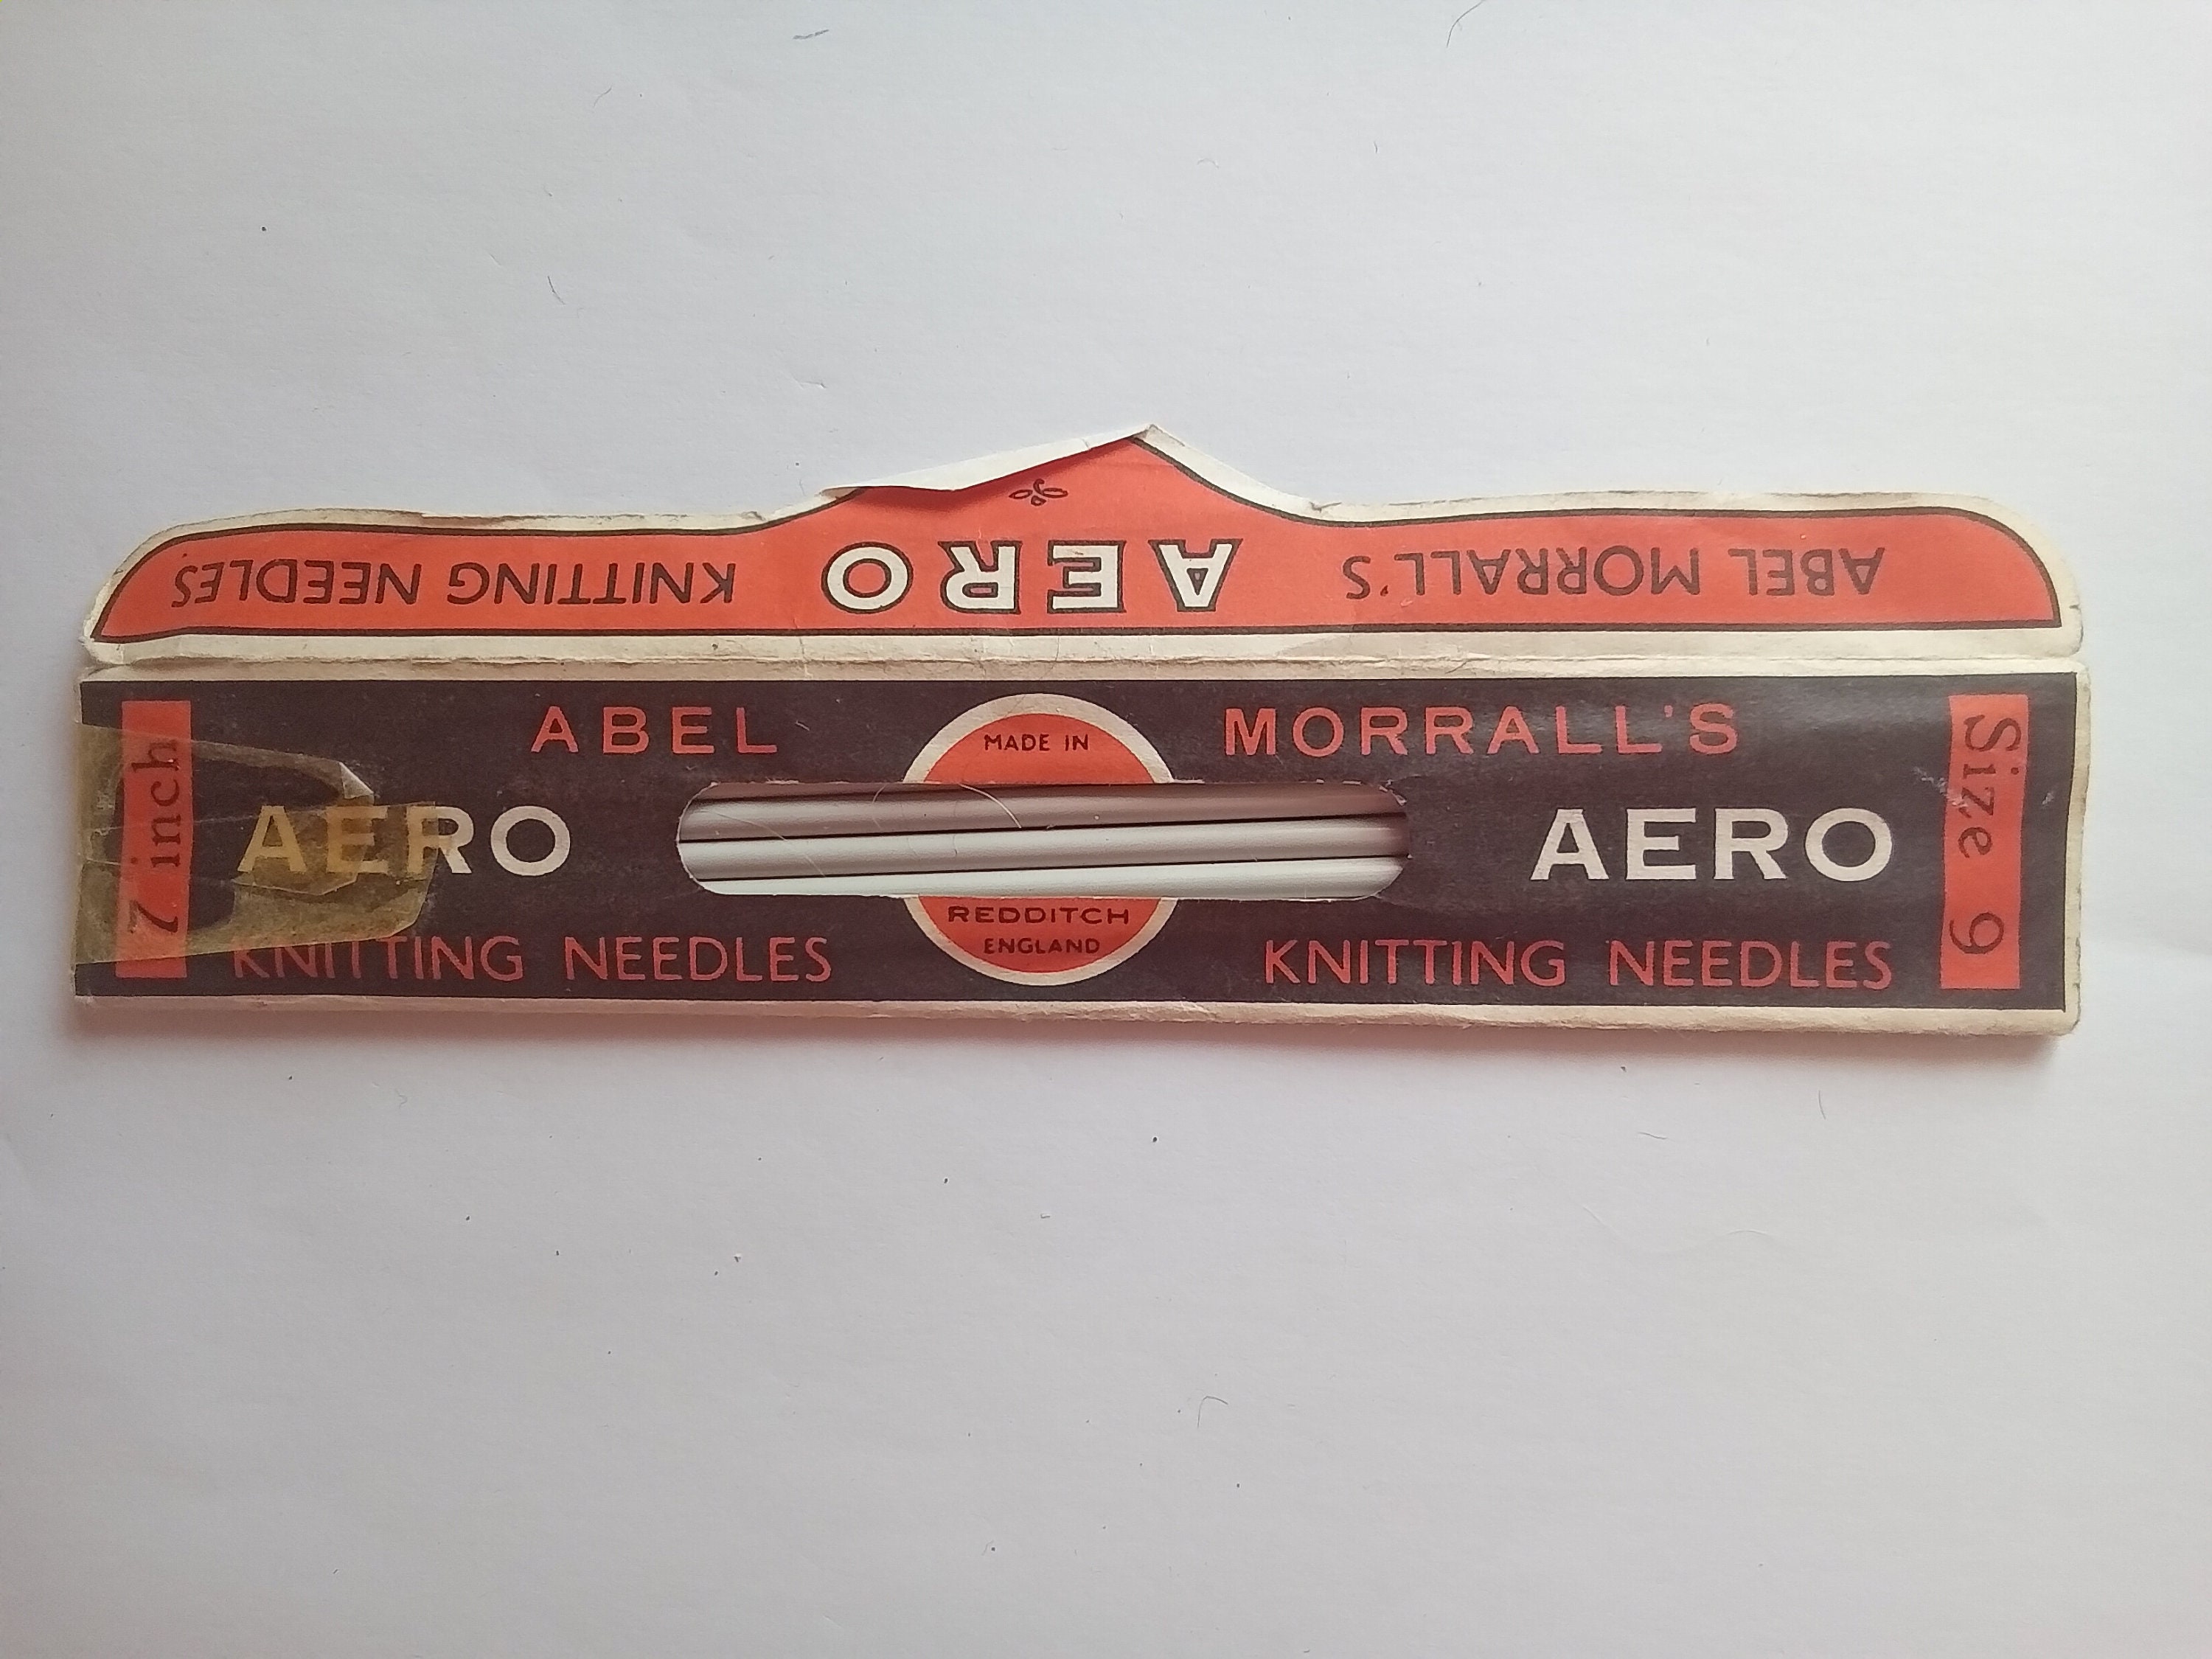 ABEL MORRALL'S AERO KNITTING NEEDLES
ABEL MORRALL'S
MADE IN
AERO AERO
REDDITCH
ENGLAND
KNITTING NEEDLES KNITTING NEEDLES
7 inch
Size 9